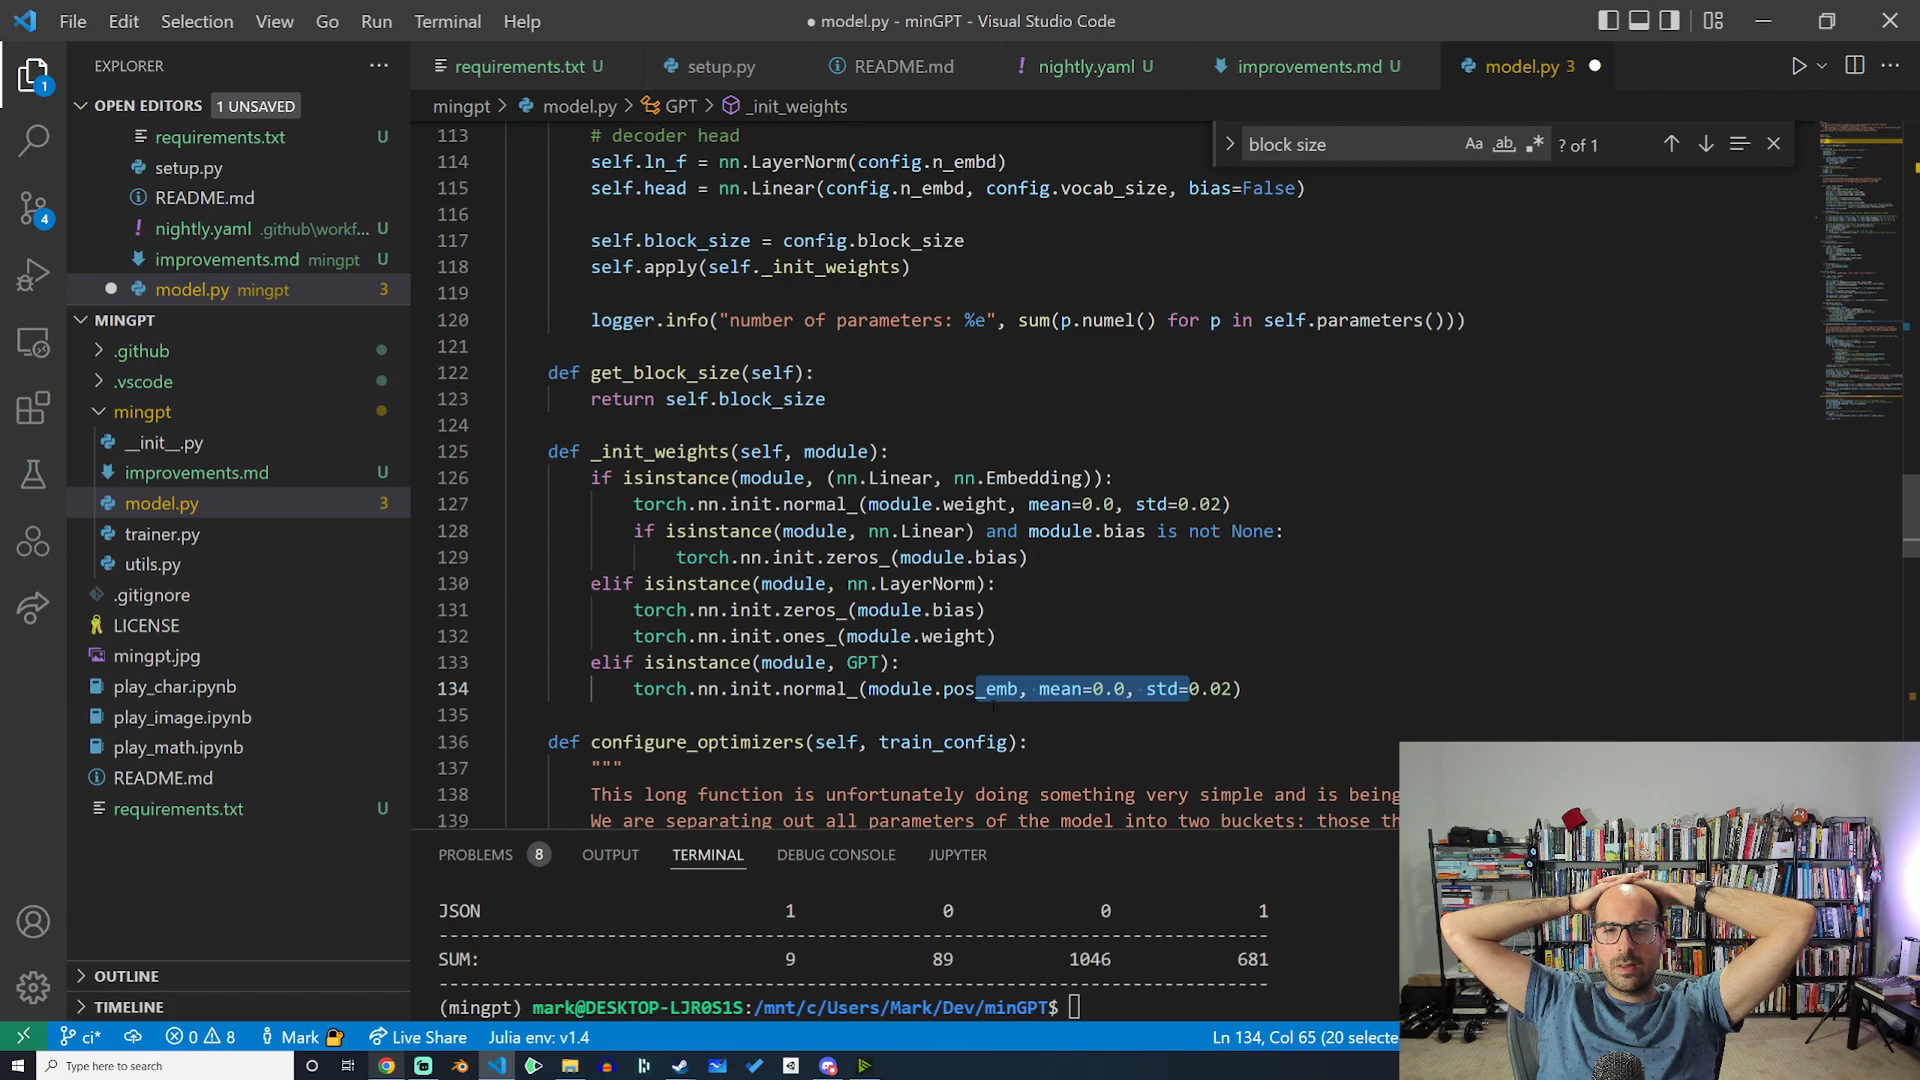 File Edit Selection View Go Run Terminal Help
● model.py - minGPT - Visual Studio Code
EXPLORER
requirements.txt U
setup.py
README.md
nightly.yaml U
improvements.md U
model.py 3
OPEN EDITORS 1 UNSAVED
mingpt > model.py > GPT > _init_weights
requirements.txt U
setup.py
README.md
nightly.yaml .github\workf... U
improvements.md mingpt U
model.py mingpt 3
MINGPT
.github
.vscode
mingpt
__init__.py
improvements.md U
model.py 3
trainer.py
utils.py
.gitignore
LICENSE
mingpt.jpg
play_char.ipynb
play_image.ipynb
play_math.ipynb
README.md
requirements.txt U
OUTLINE
TIMELINE
1
4
block size Aa ab ? of 1
113 # decoder head
114 self.ln_f = nn.LayerNorm(config.n_embd)
115 self.head = nn.Linear(config.n_embd, config.vocab_size, bias=False)
116
117 self.block_size = config.block_size
118 self.apply(self._init_weights)
119
120 logger.info("number of parameters: %e", sum(p.numel() for p in self.parameters()))
121
122 def get_block_size(self):
123 return self.block_size
124
125 def _init_weights(self, module):
126 if isinstance(module, (nn.Linear, nn.Embedding)):
127 torch.nn.init.normal_(module.weight, mean=0.0, std=0.02)
128 if isinstance(module, nn.Linear) and module.bias is not None:
129 torch.nn.init.zeros_(module.bias)
130 elif isinstance(module, nn.LayerNorm):
131 torch.nn.init.zeros_(module.bias)
132 torch.nn.init.ones_(module.weight)
133 elif isinstance(module, GPT):
134 torch.nn.init.normal_(module.pos_emb, mean=0.0, std=0.02)
135
136 def configure_optimizers(self, train_config):
137 """
138 This long function is unfortunately doing something very simple and is being
139 We are separating out all parameters of the model into two buckets: those th
PROBLEMS 8 OUTPUT TERMINAL DEBUG CONSOLE JUPYTER
JSON 1 0 0 1
SUM: 9 89 1046 681
(mingpt) mark@DESKTOP-LJR0S1S:/mnt/c/Users/Mark/Dev/minGPT$
ci* 0 8 Mark Live Share Julia env: v1.4 Ln 134, Col 65 (20 selecte
Type here to search